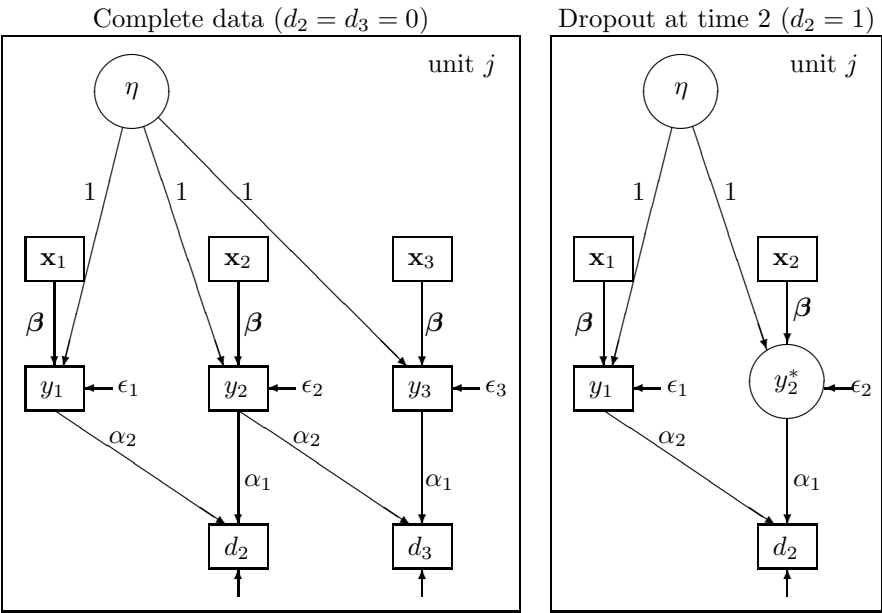 Complete data (d₂ = d₃ = 0) Dropout at time 2 (d₂ = 1)
unit j unit j
η η
1 1 1 1 1
𝐱₁ 𝐱₂ 𝐱₃ 𝐱₁ 𝐱₂
𝜷 𝜷 𝜷 𝜷 𝜷
y₁ ϵ₁ y₂ ϵ₂ y₃ ϵ₃ y₁ ϵ₁ y₂* ϵ₂
α₂ α₂ α₂
α₁ α₁ α₁
d₂ d₃ d₂